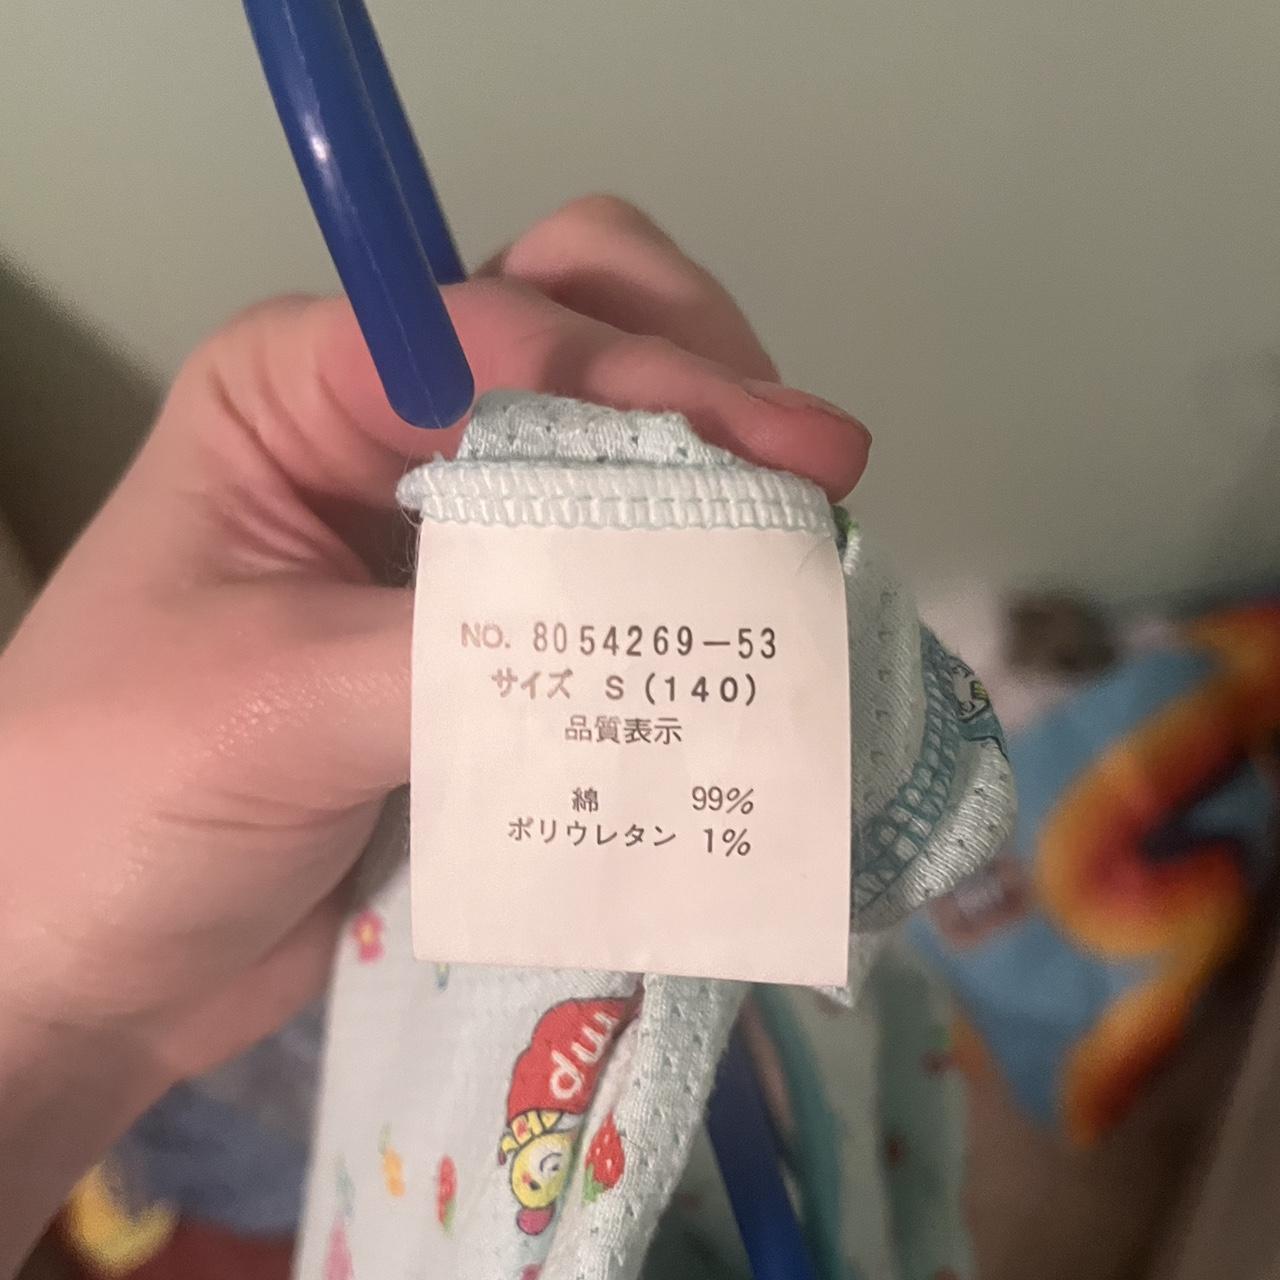 NO. 8054269-53
サイズ S (140)
品質表示
綿 99%
ポリウレタン 1%